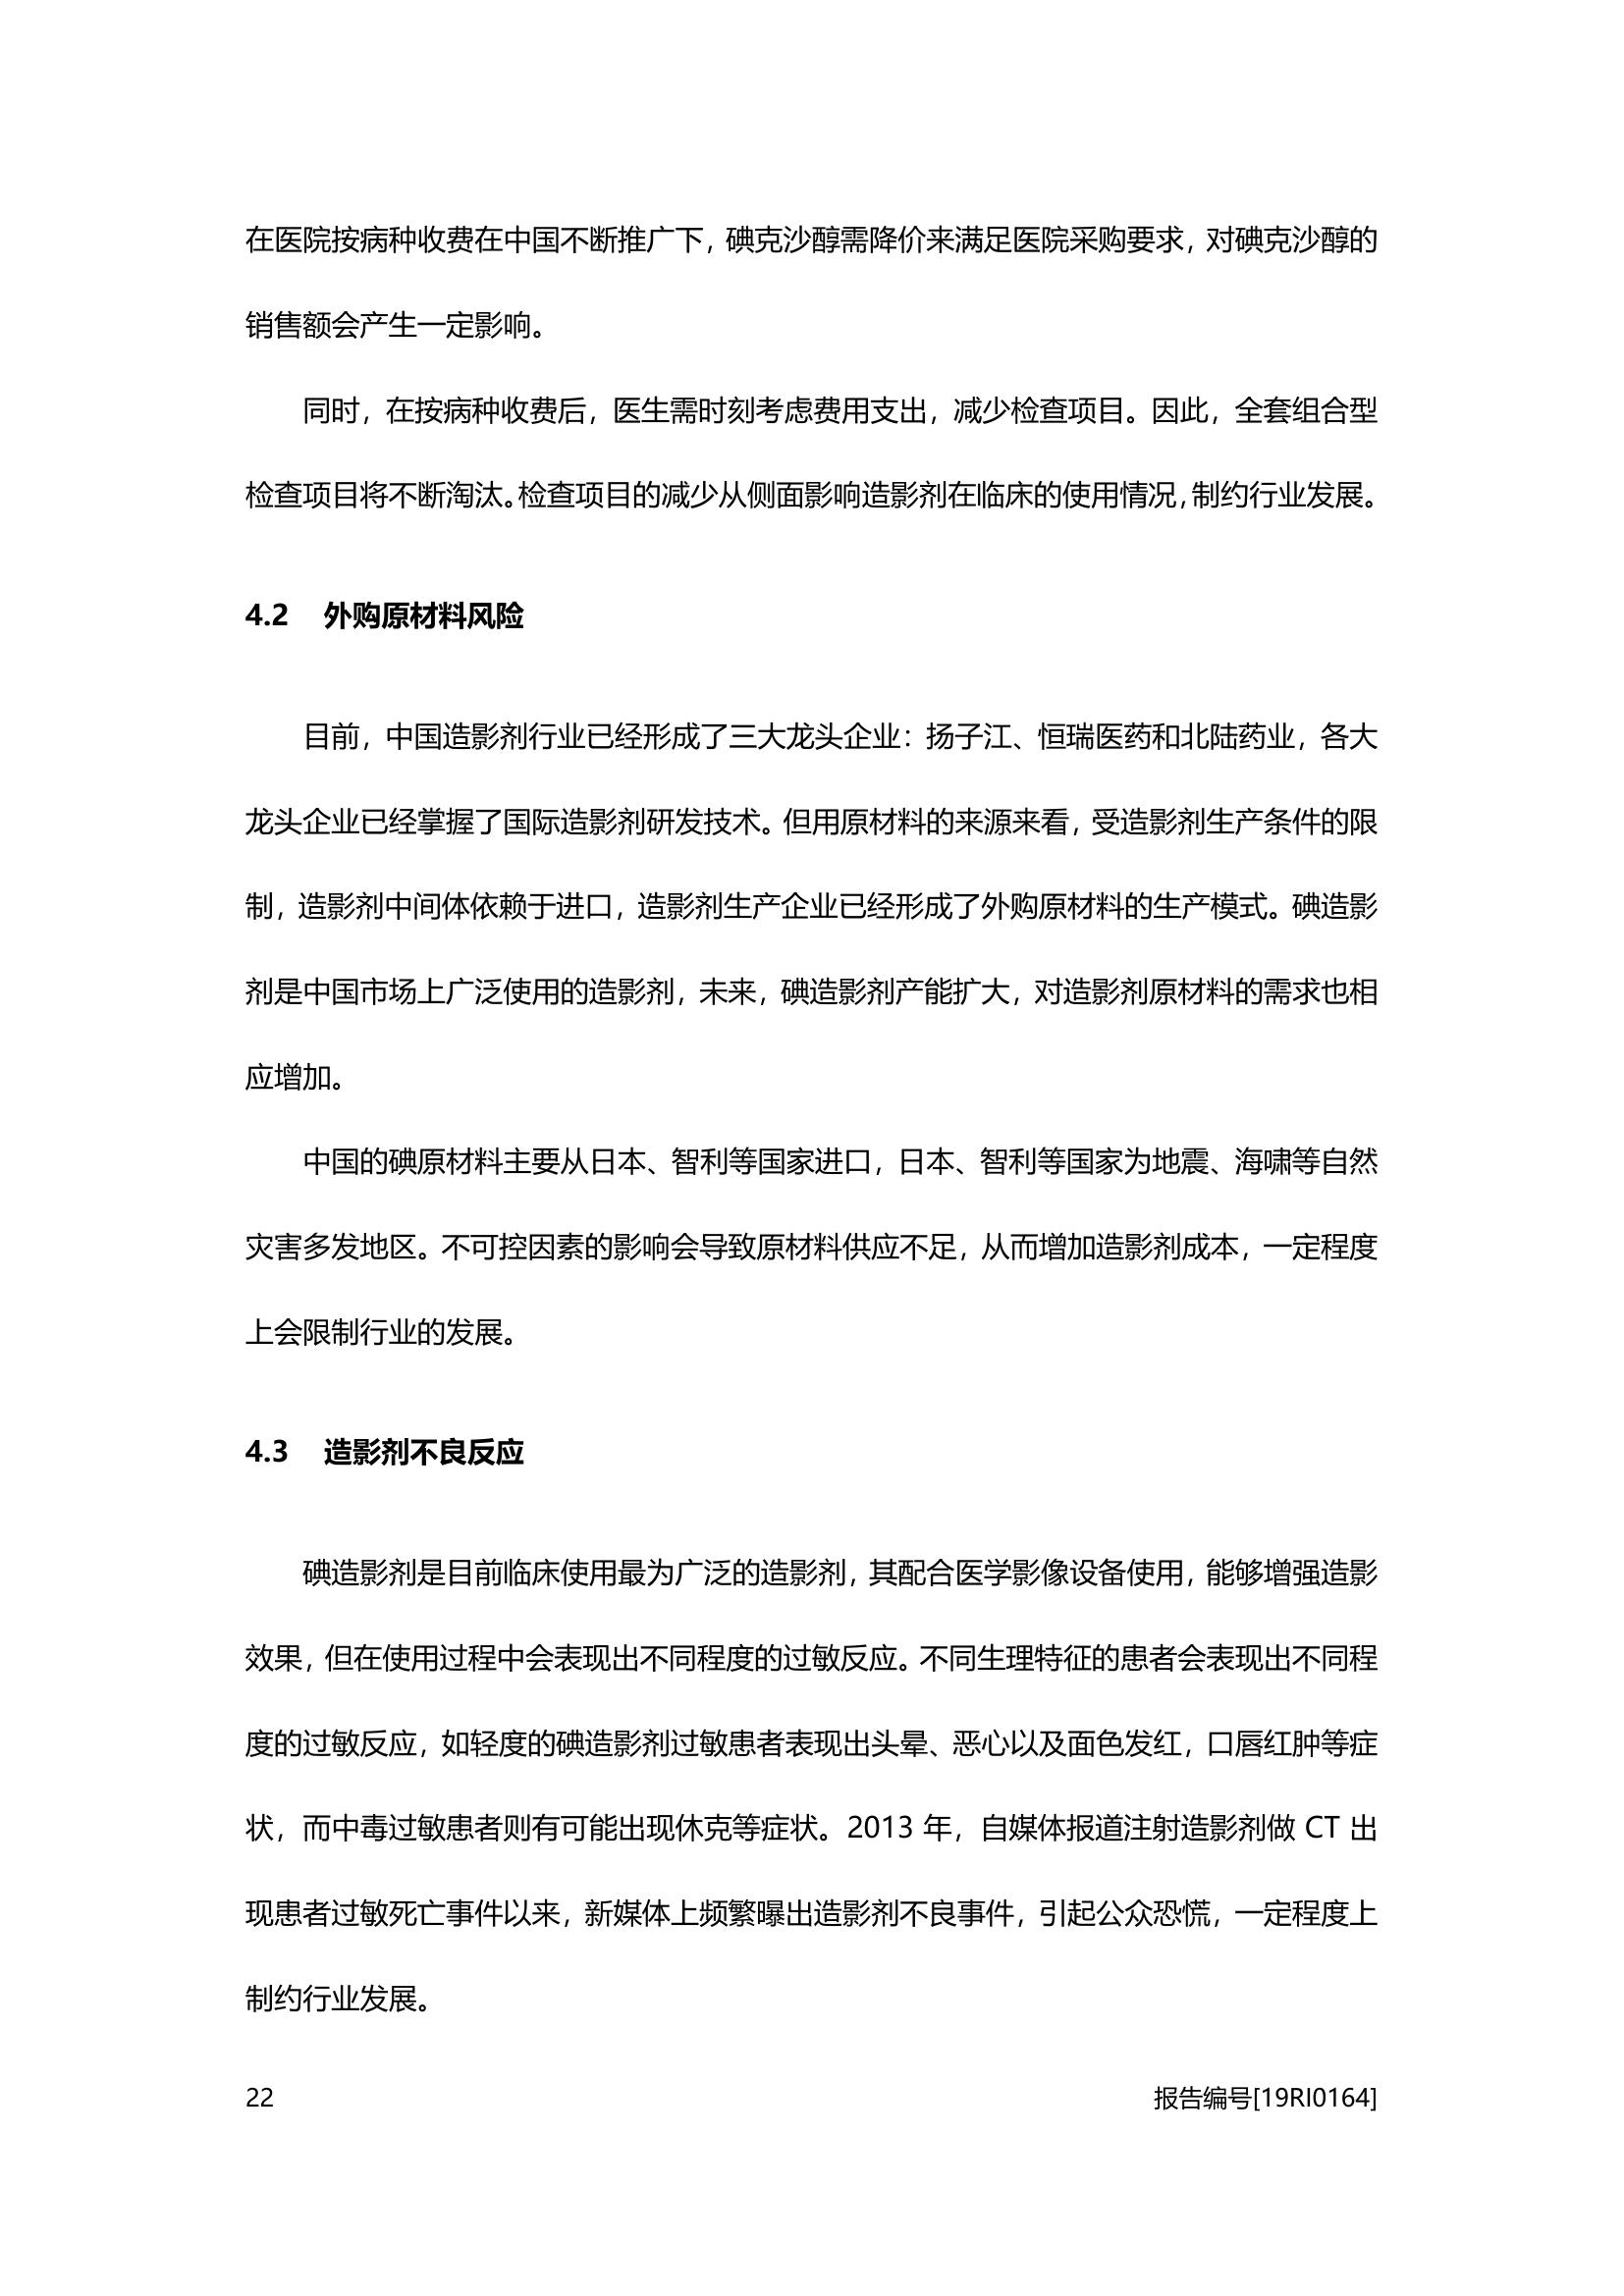 在医院按病种收费在中国不断推广下，碘克沙醇需降价来满足医院采购要求，对碘克沙醇的
销售额会产生一定影响。
同时，在按病种收费后，医生需时刻考虑费用支出，减少检查项目。因此，全套组合型
检查项目将不断淘汰。检查项目的减少从侧面影响造影剂在临床的使用情况，制约行业发展。
4.2 外购原材料风险
目前，中国造影剂行业已经形成了三大龙头企业：扬子江、恒瑞医药和北陆药业，各大
龙头企业已经掌握了国际造影剂研发技术。但用原材料的来源来看，受造影剂生产条件的限
制，造影剂中间体依赖于进口，造影剂生产企业已经形成了外购原材料的生产模式。碘造影
剂是中国市场上广泛使用的造影剂，未来，碘造影剂产能扩大，对造影剂原材料的需求也相
应增加。
中国的碘原材料主要从日本、智利等国家进口，日本、智利等国家为地震、海啸等自然
灾害多发地区。不可控因素的影响会导致原材料供应不足，从而增加造影剂成本，一定程度
上会限制行业的发展。
4.3 造影剂不良反应
碘造影剂是目前临床使用最为广泛的造影剂，其配合医学影像设备使用，能够增强造影
效果，但在使用过程中会表现出不同程度的过敏反应。不同生理特征的患者会表现出不同程
度的过敏反应，如轻度的碘造影剂过敏患者表现出头晕、恶心以及面色发红，口唇红肿等症
状，而中毒过敏患者则有可能出现休克等症状。2013 年，自媒体报道注射造影剂做 CT 出
现患者过敏死亡事件以来，新媒体上频繁曝出造影剂不良事件，引起公众恐慌，一定程度上
制约行业发展。
22 报告编号[19RI0164]